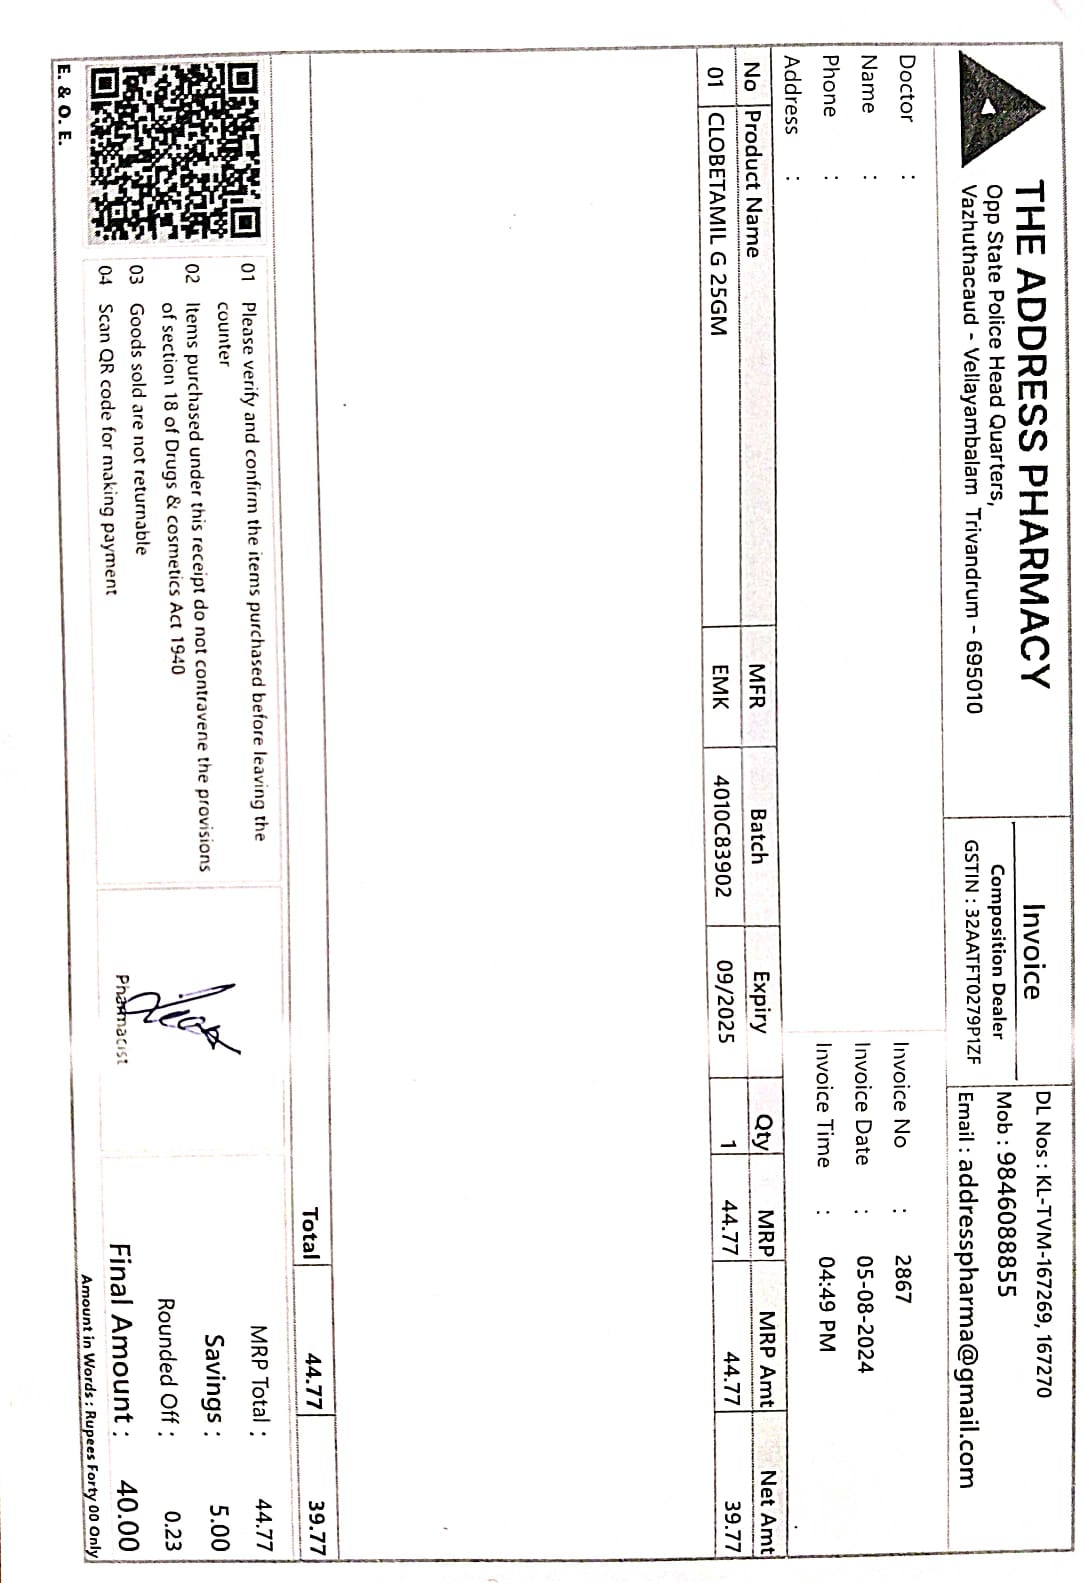 THE ADDRESS PHARMACY
Opp State Police Head Quarters,
Vazhuthacaud - Vellayambalam Trivandrum - 695010
Invoice
Composition Dealer
GSTIN : 32AATFT0279P1ZF
DL Nos : KL-TVM-167269, 167270
Mob : 9846088855
Email : addresspharma@gmail.com
Doctor :
Name :
Phone :
Address :
Invoice No : 2867
Invoice Date : 05-08-2024
Invoice Time : 04:49 PM
No Product Name MFR Batch Expiry Qty MRP MRP Amt Net Amt
01 CLOBETAMIL G 25GM EMK 4010C83902 09/2025 1 44.77 44.77 39.77
Total 44.77 39.77
01 Please verify and confirm the items purchased before leaving the
counter
02 Items purchased under this receipt do not contravene the provisions
of section 18 of Drugs & cosmetics Act 1940
03 Goods sold are not returnable
04 Scan QR code for making payment
E. & O. E.
Pharmacist
MRP Total : 44.77
Savings : 5.00
Rounded Off : 0.23
Final Amount : 40.00
Amount in Words : Rupees Forty 00 Only